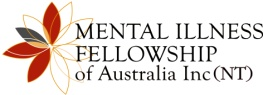 MENTAL ILLNESS
FELLOWSHIP
of Australia Inc (NT)